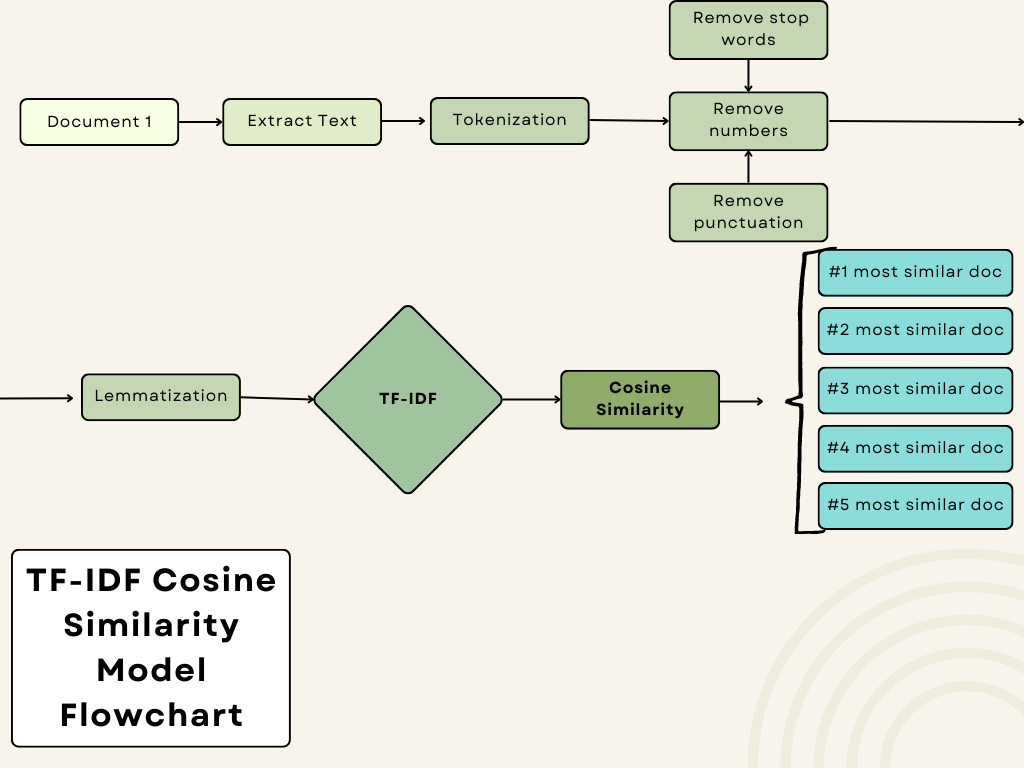 Remove stop
words
Document 1
Extract Text
Tokenization
Remove
numbers
Remove
punctuation
Lemmatization
TF-IDF
Cosine
Similarity
#1 most similar doc
#2 most similar doc
#3 most similar doc
#4 most similar doc
#5 most similar doc
TF-IDF Cosine
Similarity
Model
Flowchart